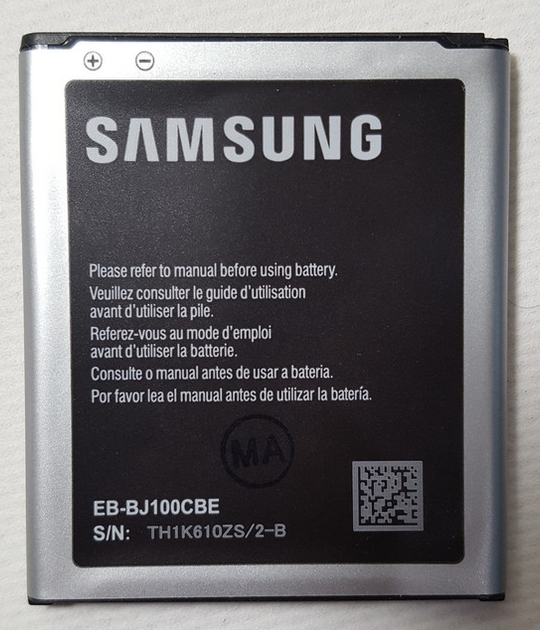 + -
SAMSUNG
Please refer to manual before using battery.
Veuillez consulter le guide d'utilisation
avant d'utiliser la pile.
Referez-vous au mode d'emploi
avant d'utiliser la batterie.
Consulte o manual antes de usar a bateria.
Por favor lea el manual antes de utilizar la batería.
MA
EB-BJ100CBE
S/N: TH1K610ZS/2-B